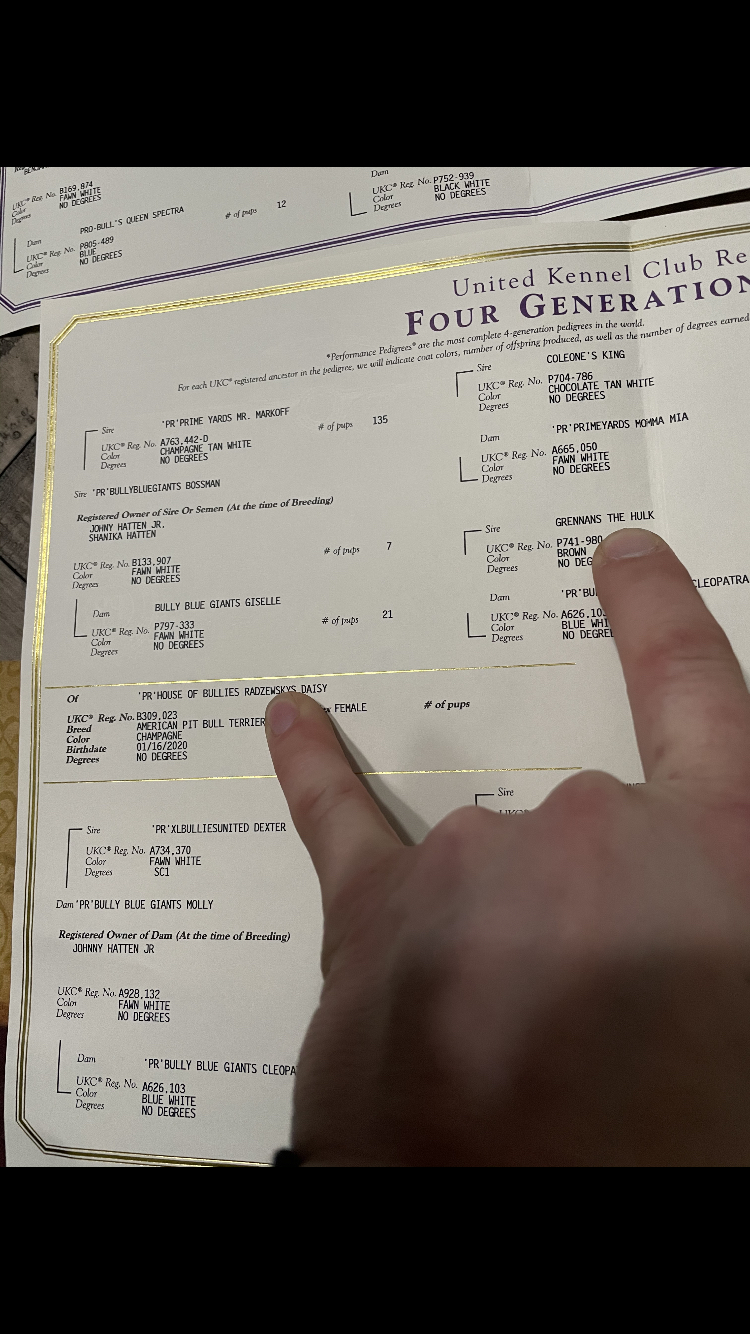 UKC® Reg. No. B169,874
Color FAWN WHITE
Degrees NO DEGREES
Dam PRO-BULL'S QUEEN SPECTRA # of pups 12
UKC® Reg. No. P805-489
Color BLUE
Degrees NO DEGREES
Dam
UKC® Reg. No. P752-939
Color BLACK WHITE
Degrees NO DEGREES
United Kennel Club Re
FOUR GENERATION
*Performance Pedigrees* are the most complete 4-generation pedigrees in the world.
For each UKC® registered ancestor in the pedigree, we will indicate coat colors, number of offspring produced, as well as the number of degrees earned
Sire 'PR'PRIME YARDS MR. MARKOFF # of pups 135
UKC® Reg. No. A763,442-D
Color CHAMPAGNE TAN WHITE
Degrees NO DEGREES
Sire COLEONE'S KING
UKC® Reg. No. P704-786
Color CHOCOLATE TAN WHITE
Degrees NO DEGREES
Dam 'PR'PRIMEYARDS MOMMA MIA
UKC® Reg. No. A665,050
Color FAWN WHITE
Degrees NO DEGREES
Sire 'PR'BULLYBLUEGIANTS BOSSMAN
Registered Owner of Sire Or Semen (At the time of Breeding)
JOHNY HATTEN JR.
SHANIKA HATTEN
# of pups 7
UKC® Reg. No. B133,907
Color FAWN WHITE
Degrees NO DEGREES
Dam BULLY BLUE GIANTS GISELLE # of pups 21
UKC® Reg. No. P797-333
Color FAWN WHITE
Degrees NO DEGREES
Sire GRENNANS THE HULK
UKC® Reg. No. P741-980
Color BROWN
Degrees NO DEG
Dam 'PR'BU CLEOPATRA
UKC® Reg. No. A626,103
Color BLUE WHI
Degrees NO DEGREE
Of 'PR'HOUSE OF BULLIES RADZEWSKYS DAISY
UKC® Reg. No. B309,023 FEMALE # of pups
Breed AMERICAN PIT BULL TERRIER
Color CHAMPAGNE
Birthdate 01/16/2020
Degrees NO DEGREES
Sire
Sire 'PR'XLBULLIESUNITED DEXTER
UKC® Reg. No. A734,370
Color FAWN WHITE
Degrees SC1
Dam 'PR'BULLY BLUE GIANTS MOLLY
Registered Owner of Dam (At the time of Breeding)
JOHNNY HATTEN JR
UKC® Reg. No. A928,132
Color FAWN WHITE
Degrees NO DEGREES
Dam 'PR'BULLY BLUE GIANTS CLEOPA
UKC® Reg. No. A626,103
Color BLUE WHITE
Degrees NO DEGREES